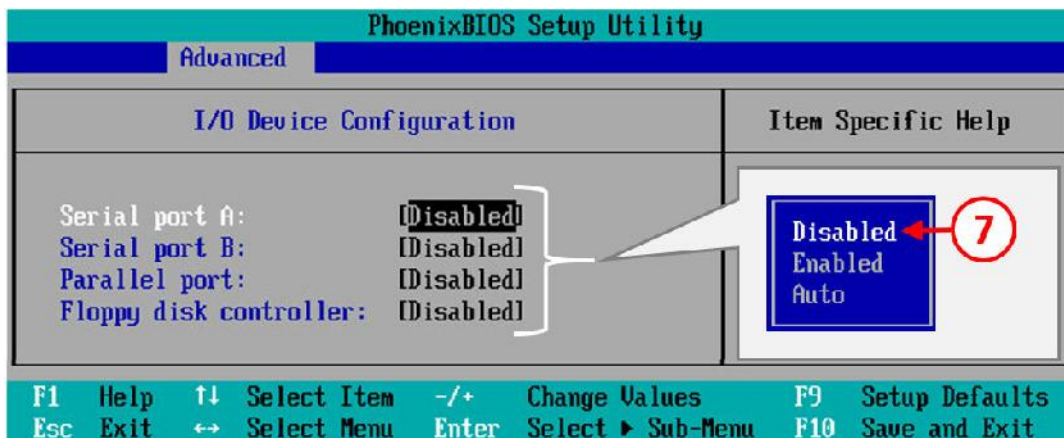 PhoenixBIOS Setup Utility
Advanced
I/O Device Configuration
Item Specific Help
Serial port A: [Disabled]
Serial port B: [Disabled]
Parallel port: [Disabled]
Floppy disk controller: [Disabled]
Disabled
7
Enabled
Auto
F1 Help ↑↓ Select Item -/+ Change Values F9 Setup Defaults
Esc Exit ↔ Select Menu Enter Select ▶ Sub-Menu F10 Save and Exit